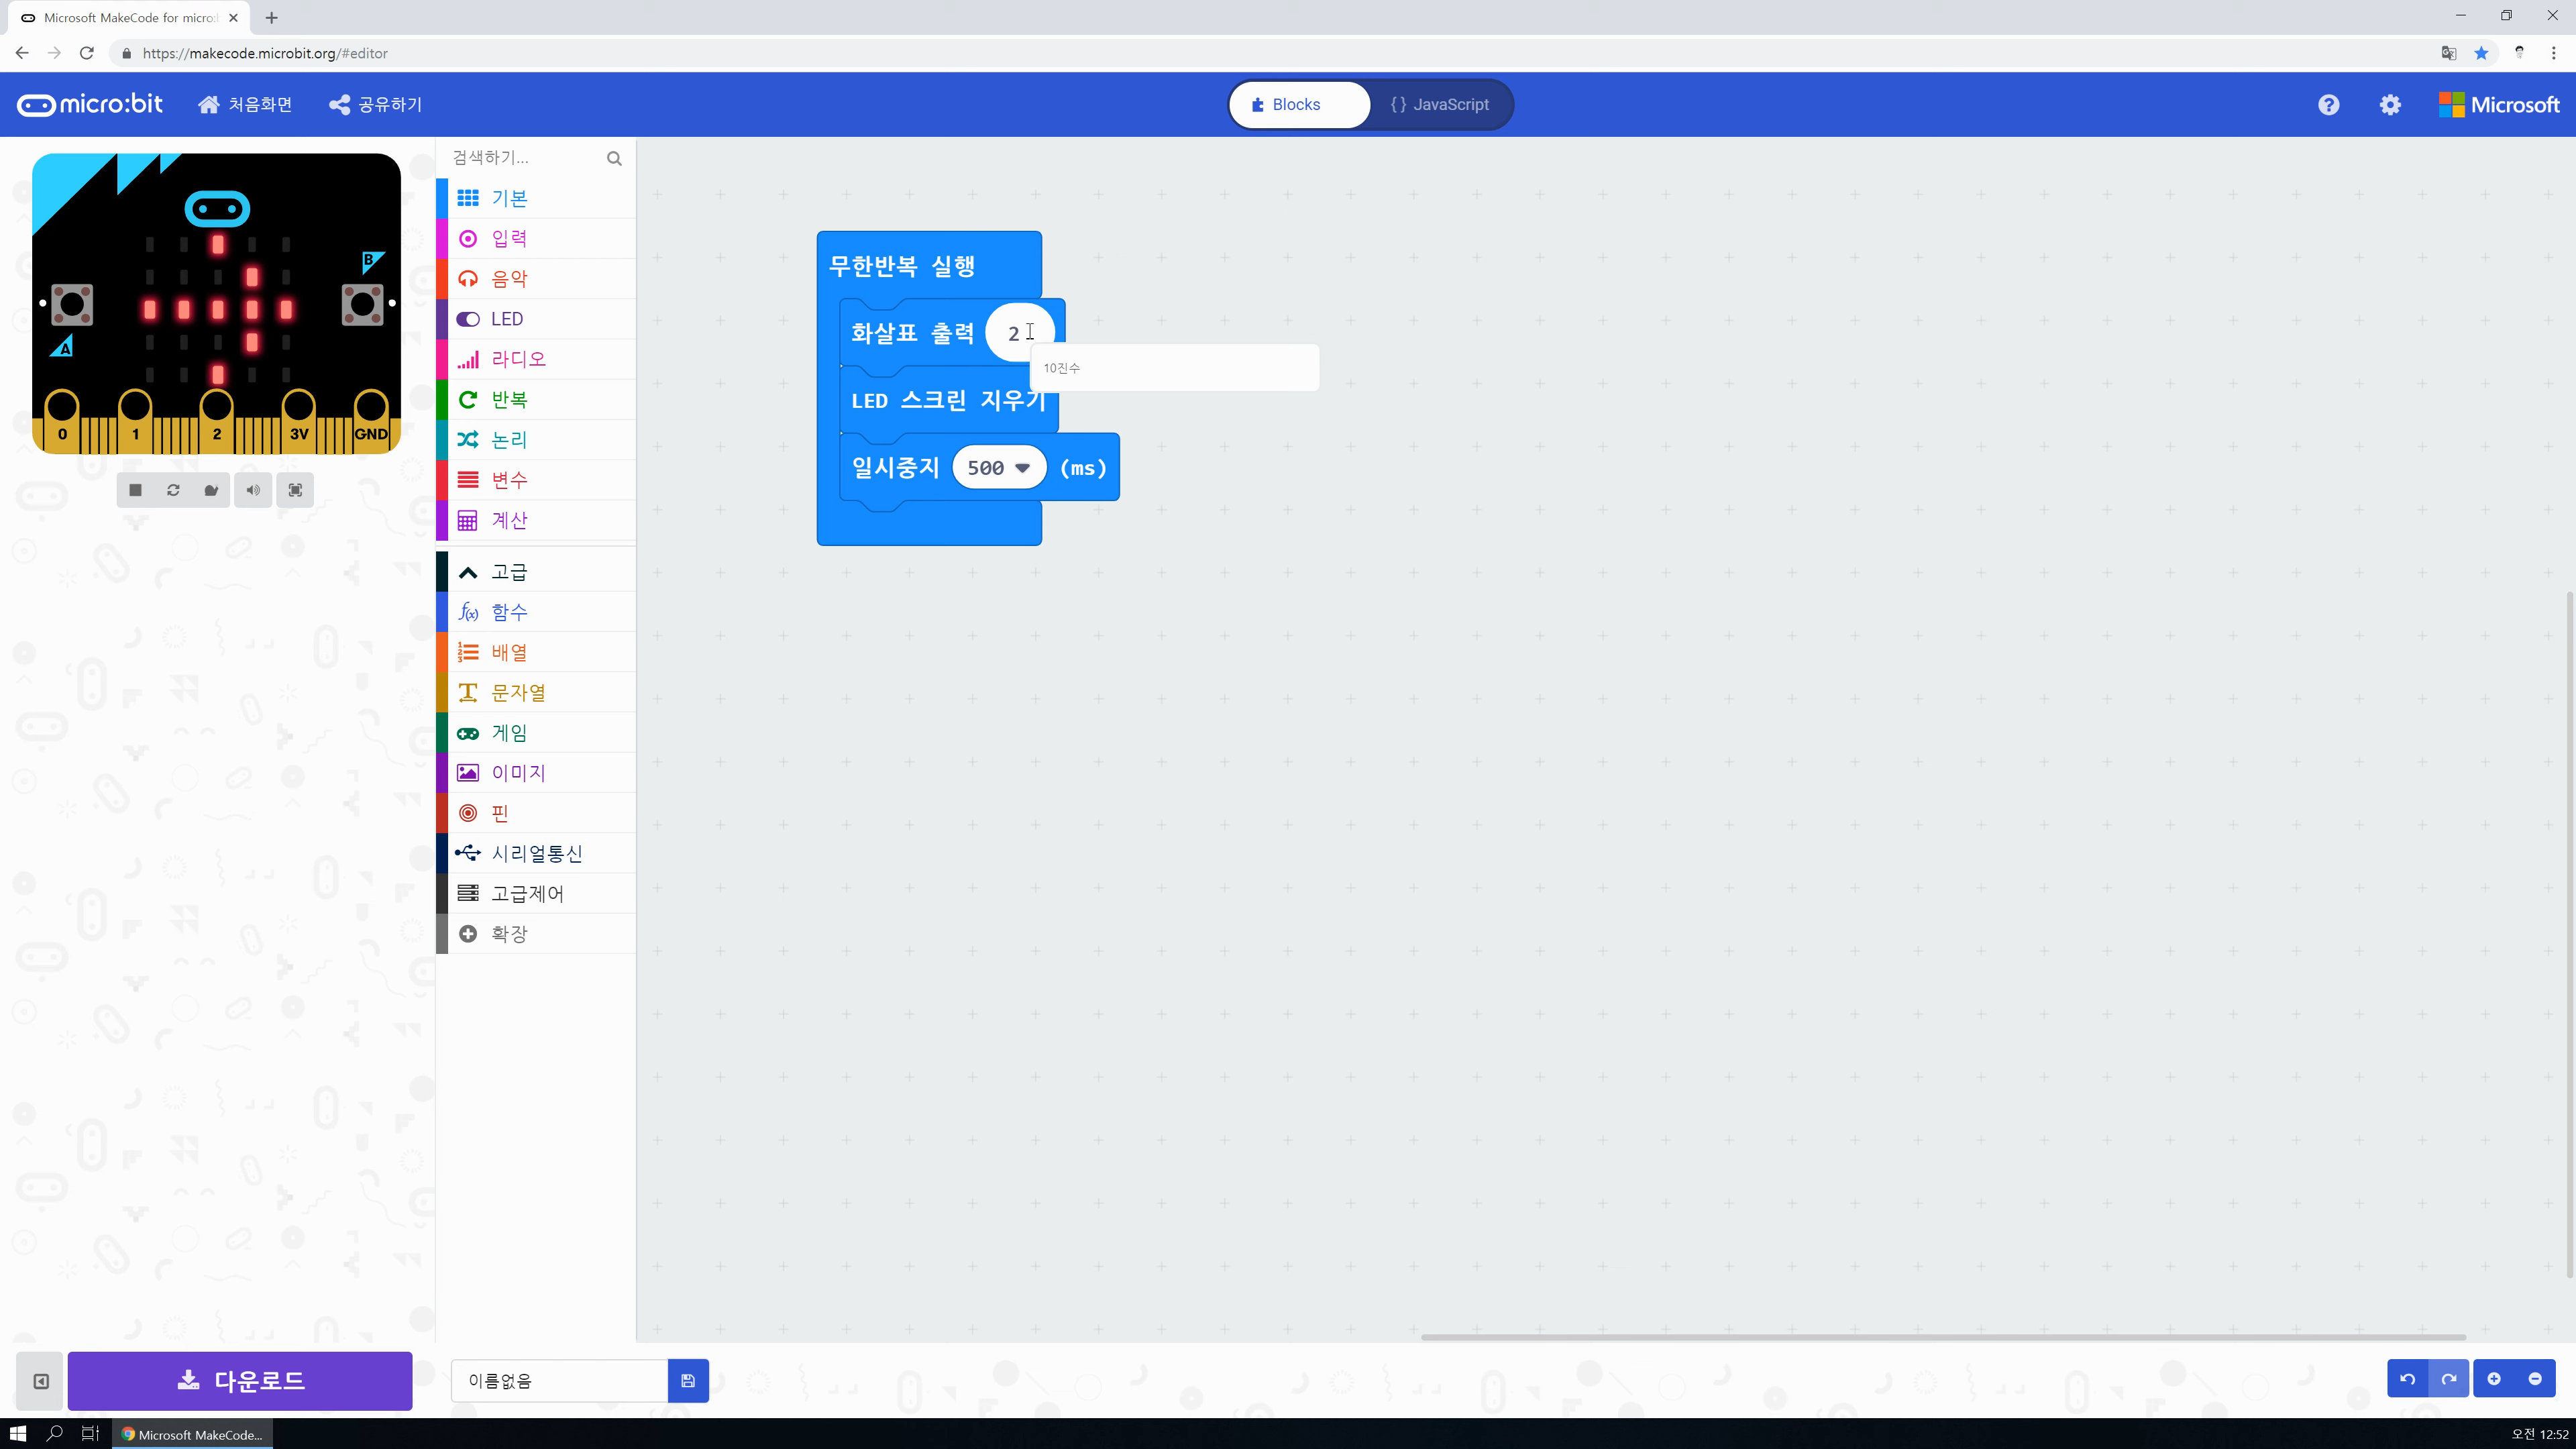 Microsoft MakeCode for micro:
https://makecode.microbit.org/#editor
micro:bit
처음화면
공유하기
Blocks
{} JavaScript
Microsoft
검색하기...
기본
입력
음악
LED
라디오
반복
논리
변수
계산
고급
함수
배열
문자열
게임
이미지
핀
시리얼통신
고급제어
확장
B
A
0 1 2 3V GND
무한반복 실행
화살표 출력 2
10진수
LED 스크린 지우기
일시중지 500 (ms)
다운로드
이름없음
Microsoft MakeCode...
오전 12:52